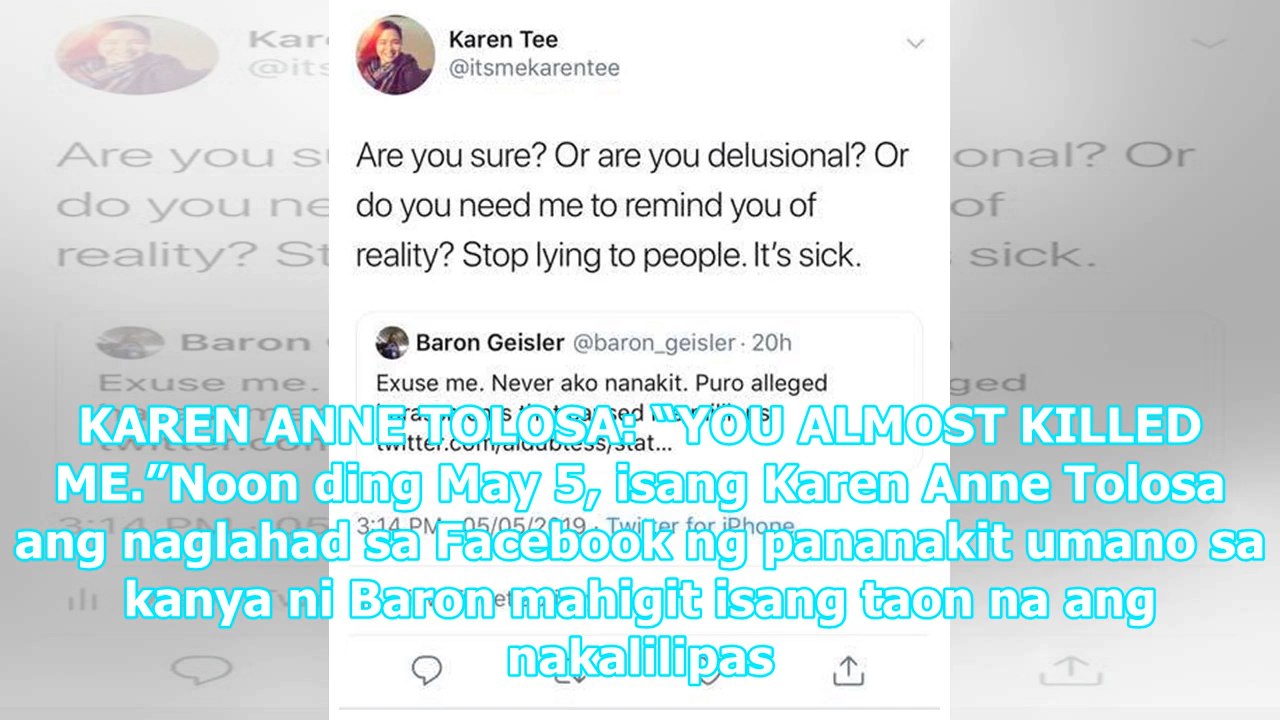 Karen Tee
@itsmekarentee
Are you sure? Or are you delusional? Or
do you need me to remind you of
reality? Stop lying to people. It's sick.
Baron Geisler @baron_geisler · 20h
Exuse me. Never ako nanakit. Puro alleged
twitter.com/aldubtess/stat...
KAREN ANNE TOLOSA: “YOU ALMOST KILLED
ME.”Noon ding May 5, isang Karen Anne Tolosa
3:14 PM · 05/05/2019 · Twitter for iPhone
ang naglahad sa Facebook ng pananakit umano sa
kanya ni Baron mahigit isang taon na ang
nakalilipas